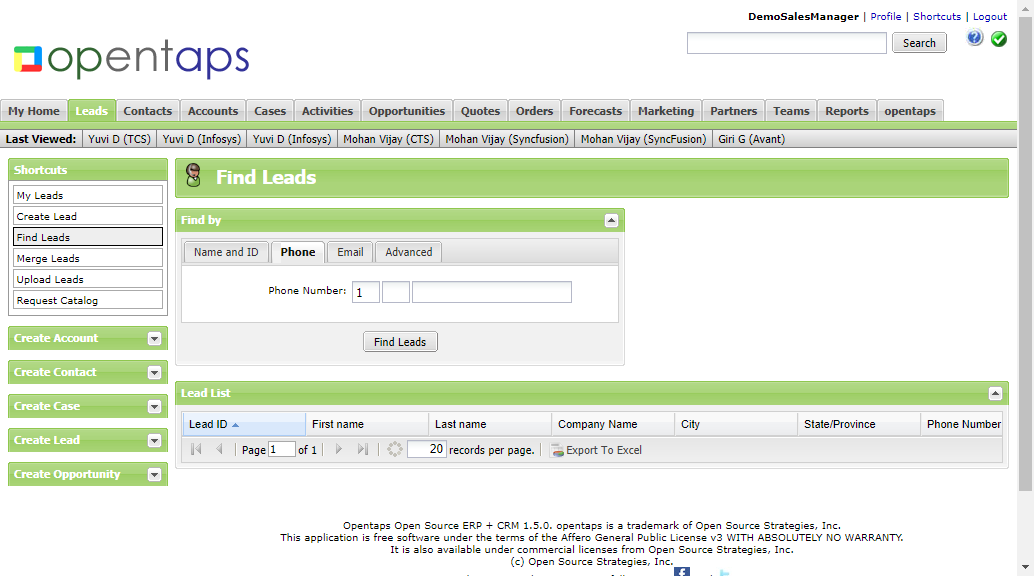 DemoSalesManager | Profile | Shortcuts | Logout
Search
opentaps
My Home Leads Contacts Accounts Cases Activities Opportunities Quotes Orders Forecasts Marketing Partners Teams Reports opentaps
Last Viewed: Yuvi D (TCS) Yuvi D (Infosys) Yuvi D (Infosys) Mohan Vijay (CTS) Mohan Vijay (Syncfusion) Mohan Vijay (SyncFusion) Giri G (Avant)
Shortcuts
My Leads
Create Lead
Find Leads
Merge Leads
Upload Leads
Request Catalog
Create Account
Create Contact
Create Case
Create Lead
Create Opportunity
Find Leads
Find by
Name and ID Phone Email Advanced
Phone Number: 1
Find Leads
Lead List
Lead ID First name Last name Company Name City State/Province Phone Number
Page 1 of 1 20 records per page. Export To Excel
Opentaps Open Source ERP + CRM 1.5.0. opentaps is a trademark of Open Source Strategies, Inc.
This application is free software under the terms of the Affero General Public License v3 WITH ABSOLUTELY NO WARRANTY.
It is also available under commercial licenses from Open Source Strategies, Inc.
(c) Open Source Strategies, Inc.